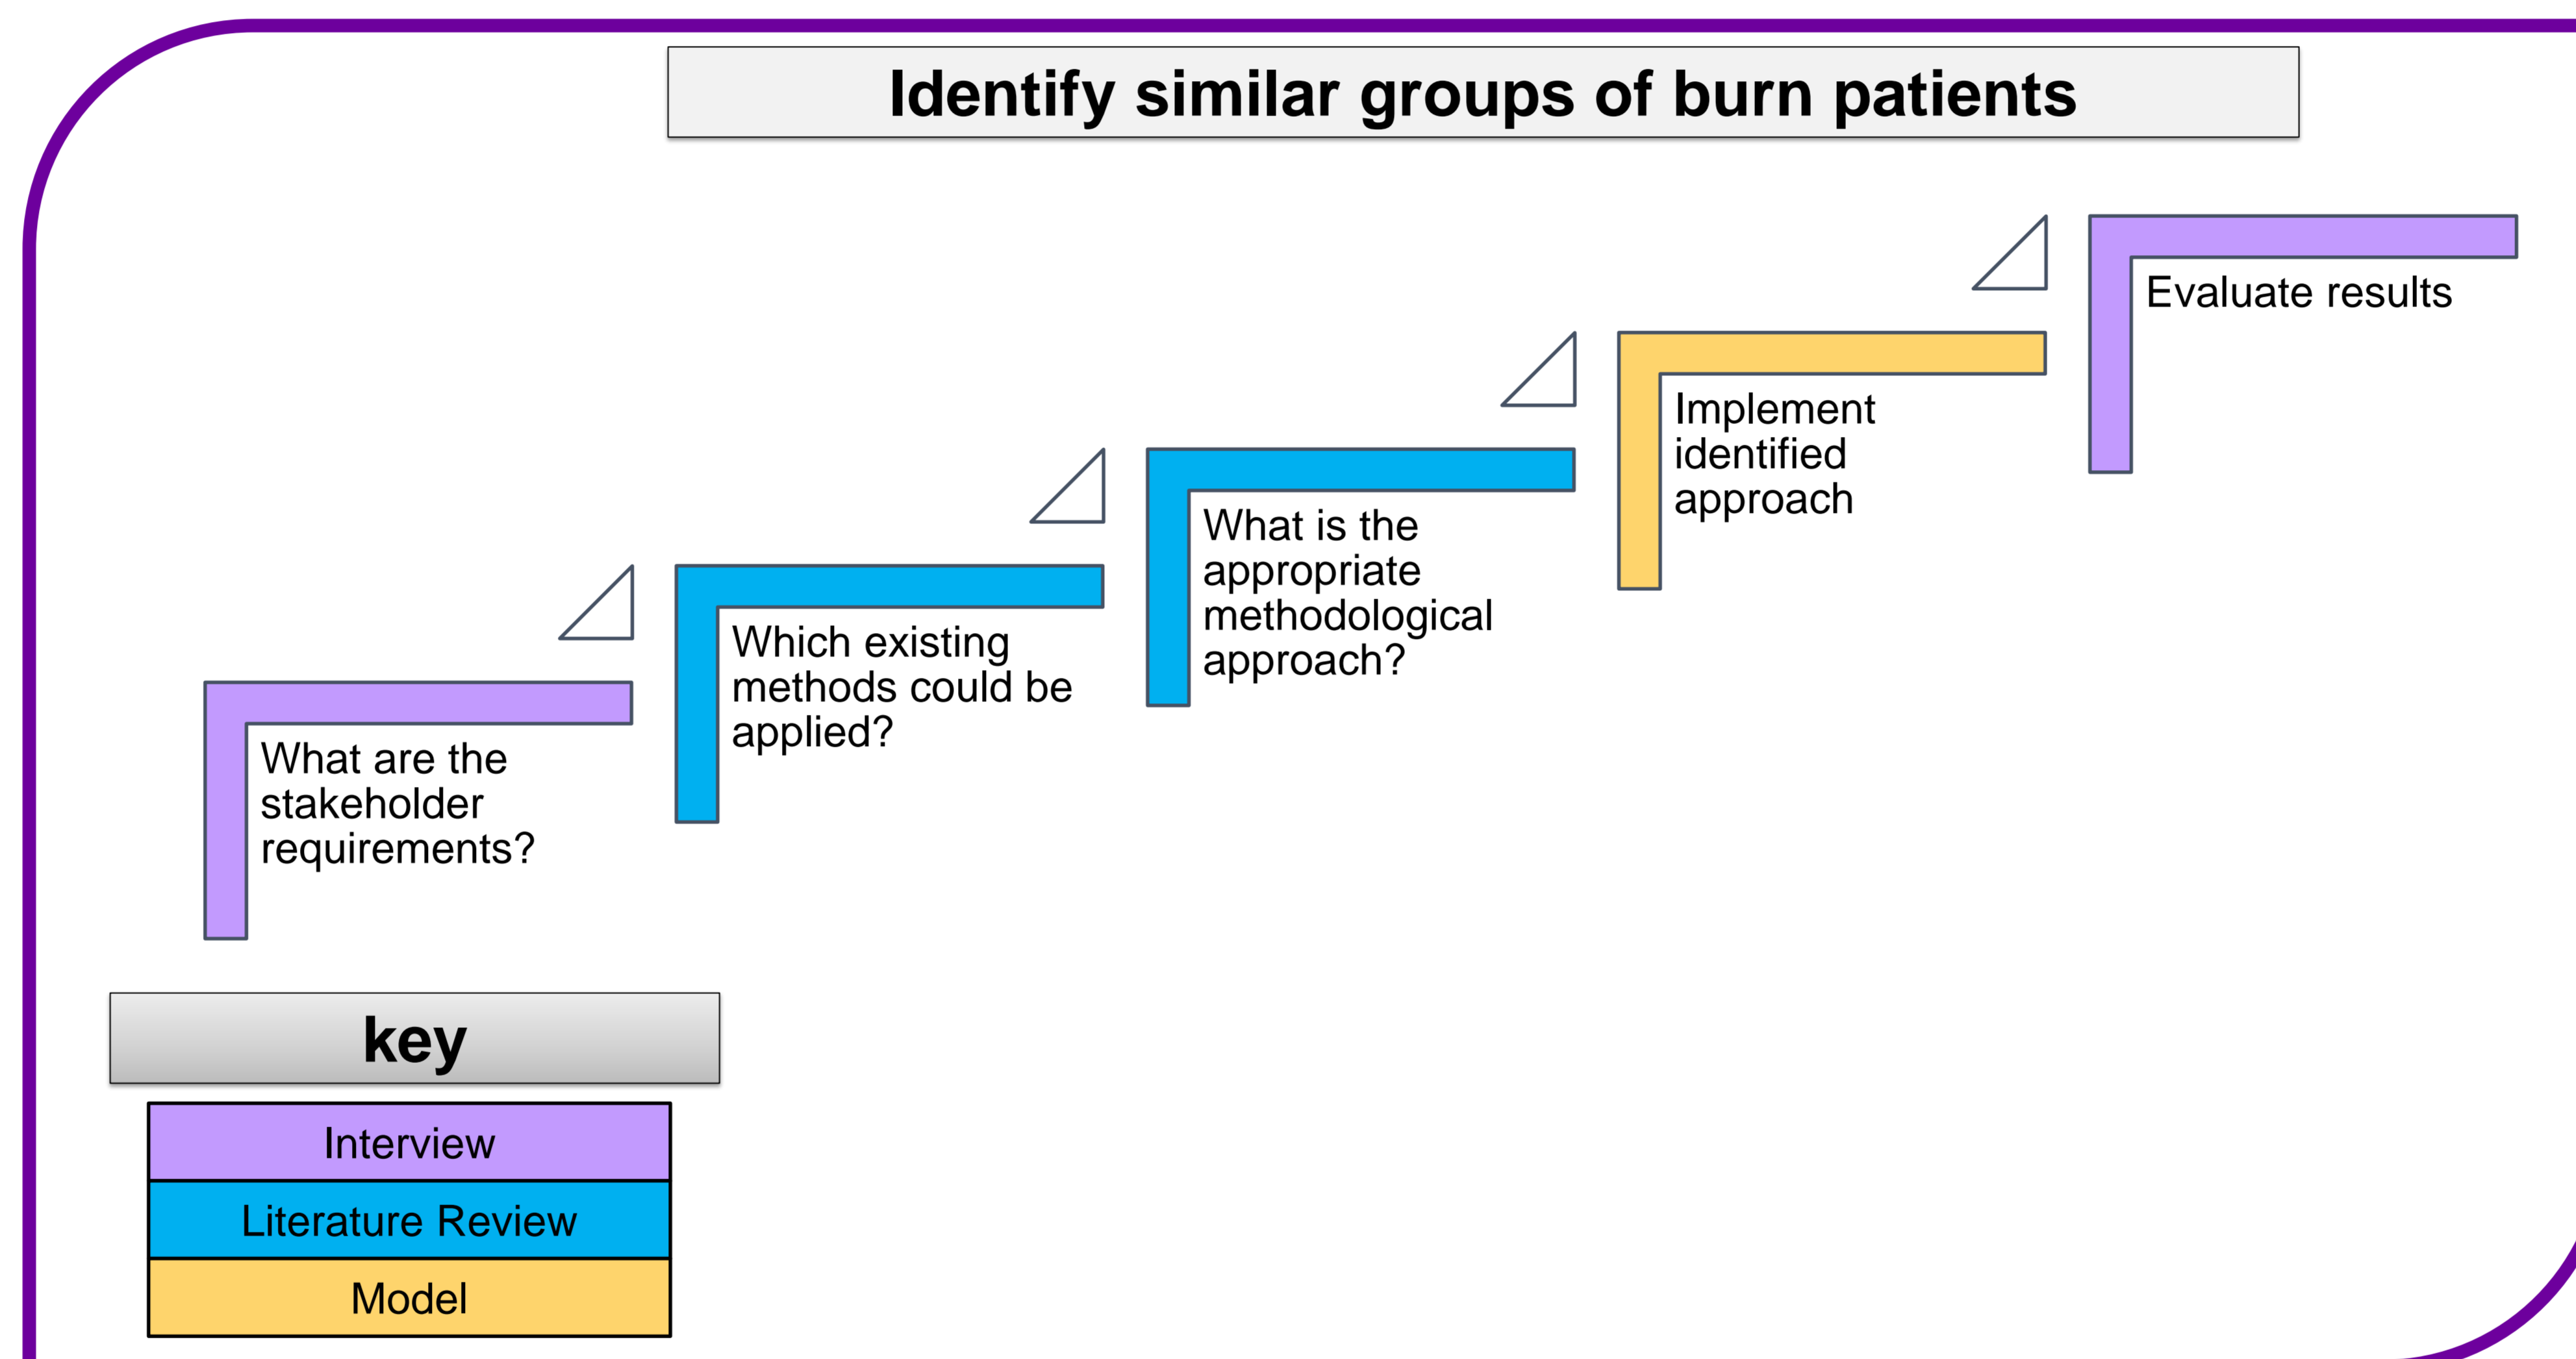 Identify similar groups of burn patients
What are the
stakeholder
requirements?
Which existing
methods could be
applied?
What is the
appropriate
methodological
approach?
Implement
identified
approach
Evaluate results
key
Interview
Literature Review
Model